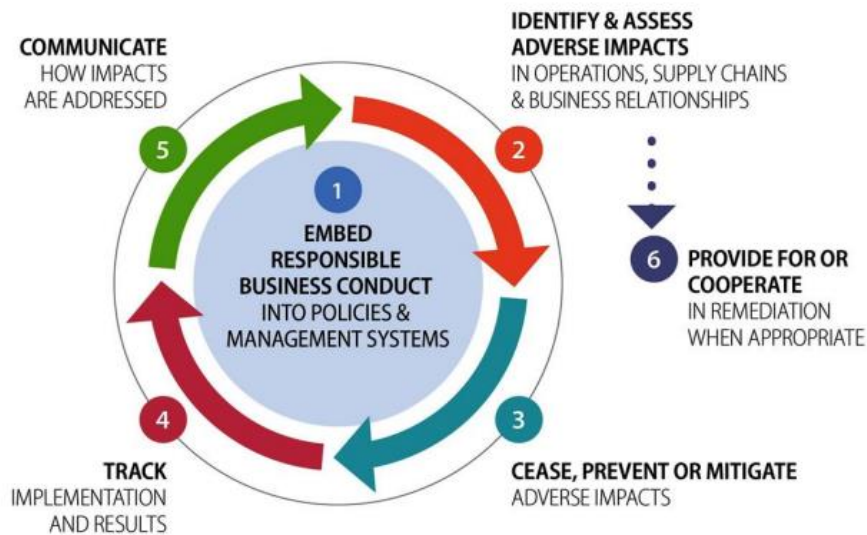 1
EMBED
RESPONSIBLE
BUSINESS CONDUCT
INTO POLICIES &
MANAGEMENT SYSTEMS
2
IDENTIFY & ASSESS
ADVERSE IMPACTS
IN OPERATIONS, SUPPLY CHAINS
& BUSINESS RELATIONSHIPS
3
CEASE, PREVENT OR MITIGATE
ADVERSE IMPACTS
4
TRACK
IMPLEMENTATION
AND RESULTS
5
COMMUNICATE
HOW IMPACTS
ARE ADDRESSED
6
PROVIDE FOR OR
COOPERATE
IN REMEDIATION
WHEN APPROPRIATE